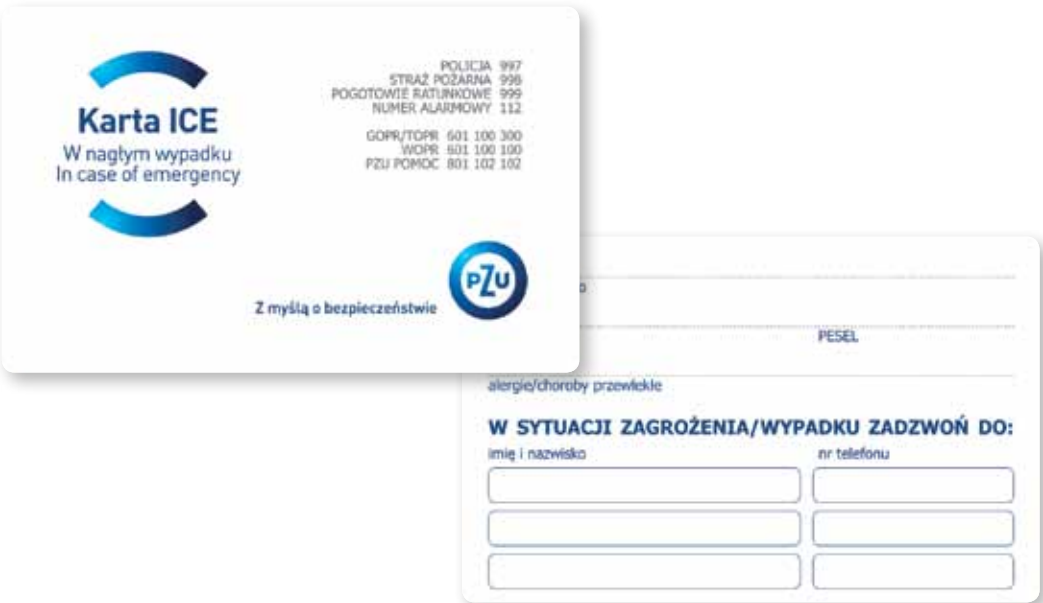 Karta ICE
W nagłym wypadku
In case of emergency
POLICJA 997
STRAŻ POŻARNA 998
POGOTOWIE RATUNKOWE 999
NUMER ALARMOWY 112
GOPR/TOPR 601 100 300
WOPR 601 100 100
PZU POMOC 801 102 102
Z myślą o bezpieczeństwie
PZU
PESEL
alergie/choroby przewlekłe
W SYTUACJI ZAGROŻENIA/WYPADKU ZADZWOŃ DO:
imię i nazwisko nr telefonu